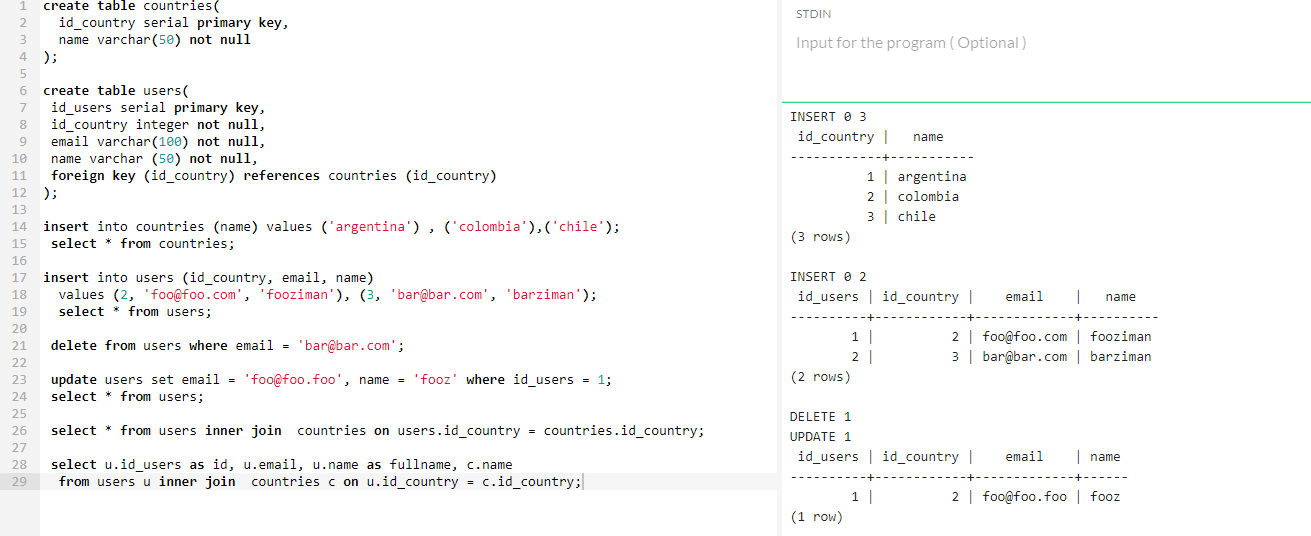 1 create table countries(
2 id_country serial primary key,
3 name varchar(50) not null
4 );
5
6 create table users(
7 id_users serial primary key,
8 id_country integer not null,
9 email varchar(100) not null,
10 name varchar (50) not null,
11 foreign key (id_country) references countries (id_country)
12 );
13
14 insert into countries (name) values ('argentina') , ('colombia'),('chile');
15 select * from countries;
16
17 insert into users (id_country, email, name)
18 values (2, 'foo@foo.com', 'fooziman'), (3, 'bar@bar.com', 'barziman');
19 select * from users;
20
21 delete from users where email = 'bar@bar.com';
22
23 update users set email = 'foo@foo.foo', name = 'fooz' where id_users = 1;
24 select * from users;
25
26 select * from users inner join  countries on users.id_country = countries.id_country;
27
28 select u.id_users as id, u.email, u.name as fullname, c.name
29 from users u inner join  countries c on u.id_country = c.id_country;
STDIN
Input for the program ( Optional )
INSERT 0 3
id_country | name
------------+-----------
1 | argentina
2 | colombia
3 | chile
(3 rows)
INSERT 0 2
id_users | id_country | email | name
----------+------------+-------------+----------
1 | 2 | foo@foo.com | fooziman
2 | 3 | bar@bar.com | barziman
(2 rows)
DELETE 1
UPDATE 1
id_users | id_country | email | name
----------+------------+-------------+------
1 | 2 | foo@foo.foo | fooz
(1 row)